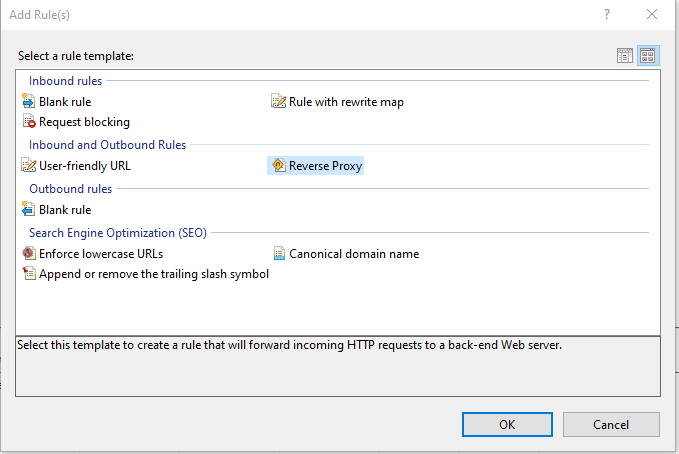 Add Rule(s)
?
Select a rule template:
Inbound rules
Blank rule
Rule with rewrite map
Request blocking
Inbound and Outbound Rules
User-friendly URL
Reverse Proxy
Outbound rules
Blank rule
Search Engine Optimization (SEO)
Enforce lowercase URLs
Canonical domain name
Append or remove the trailing slash symbol
Select this template to create a rule that will forward incoming HTTP requests to a back-end Web server.
OK
Cancel